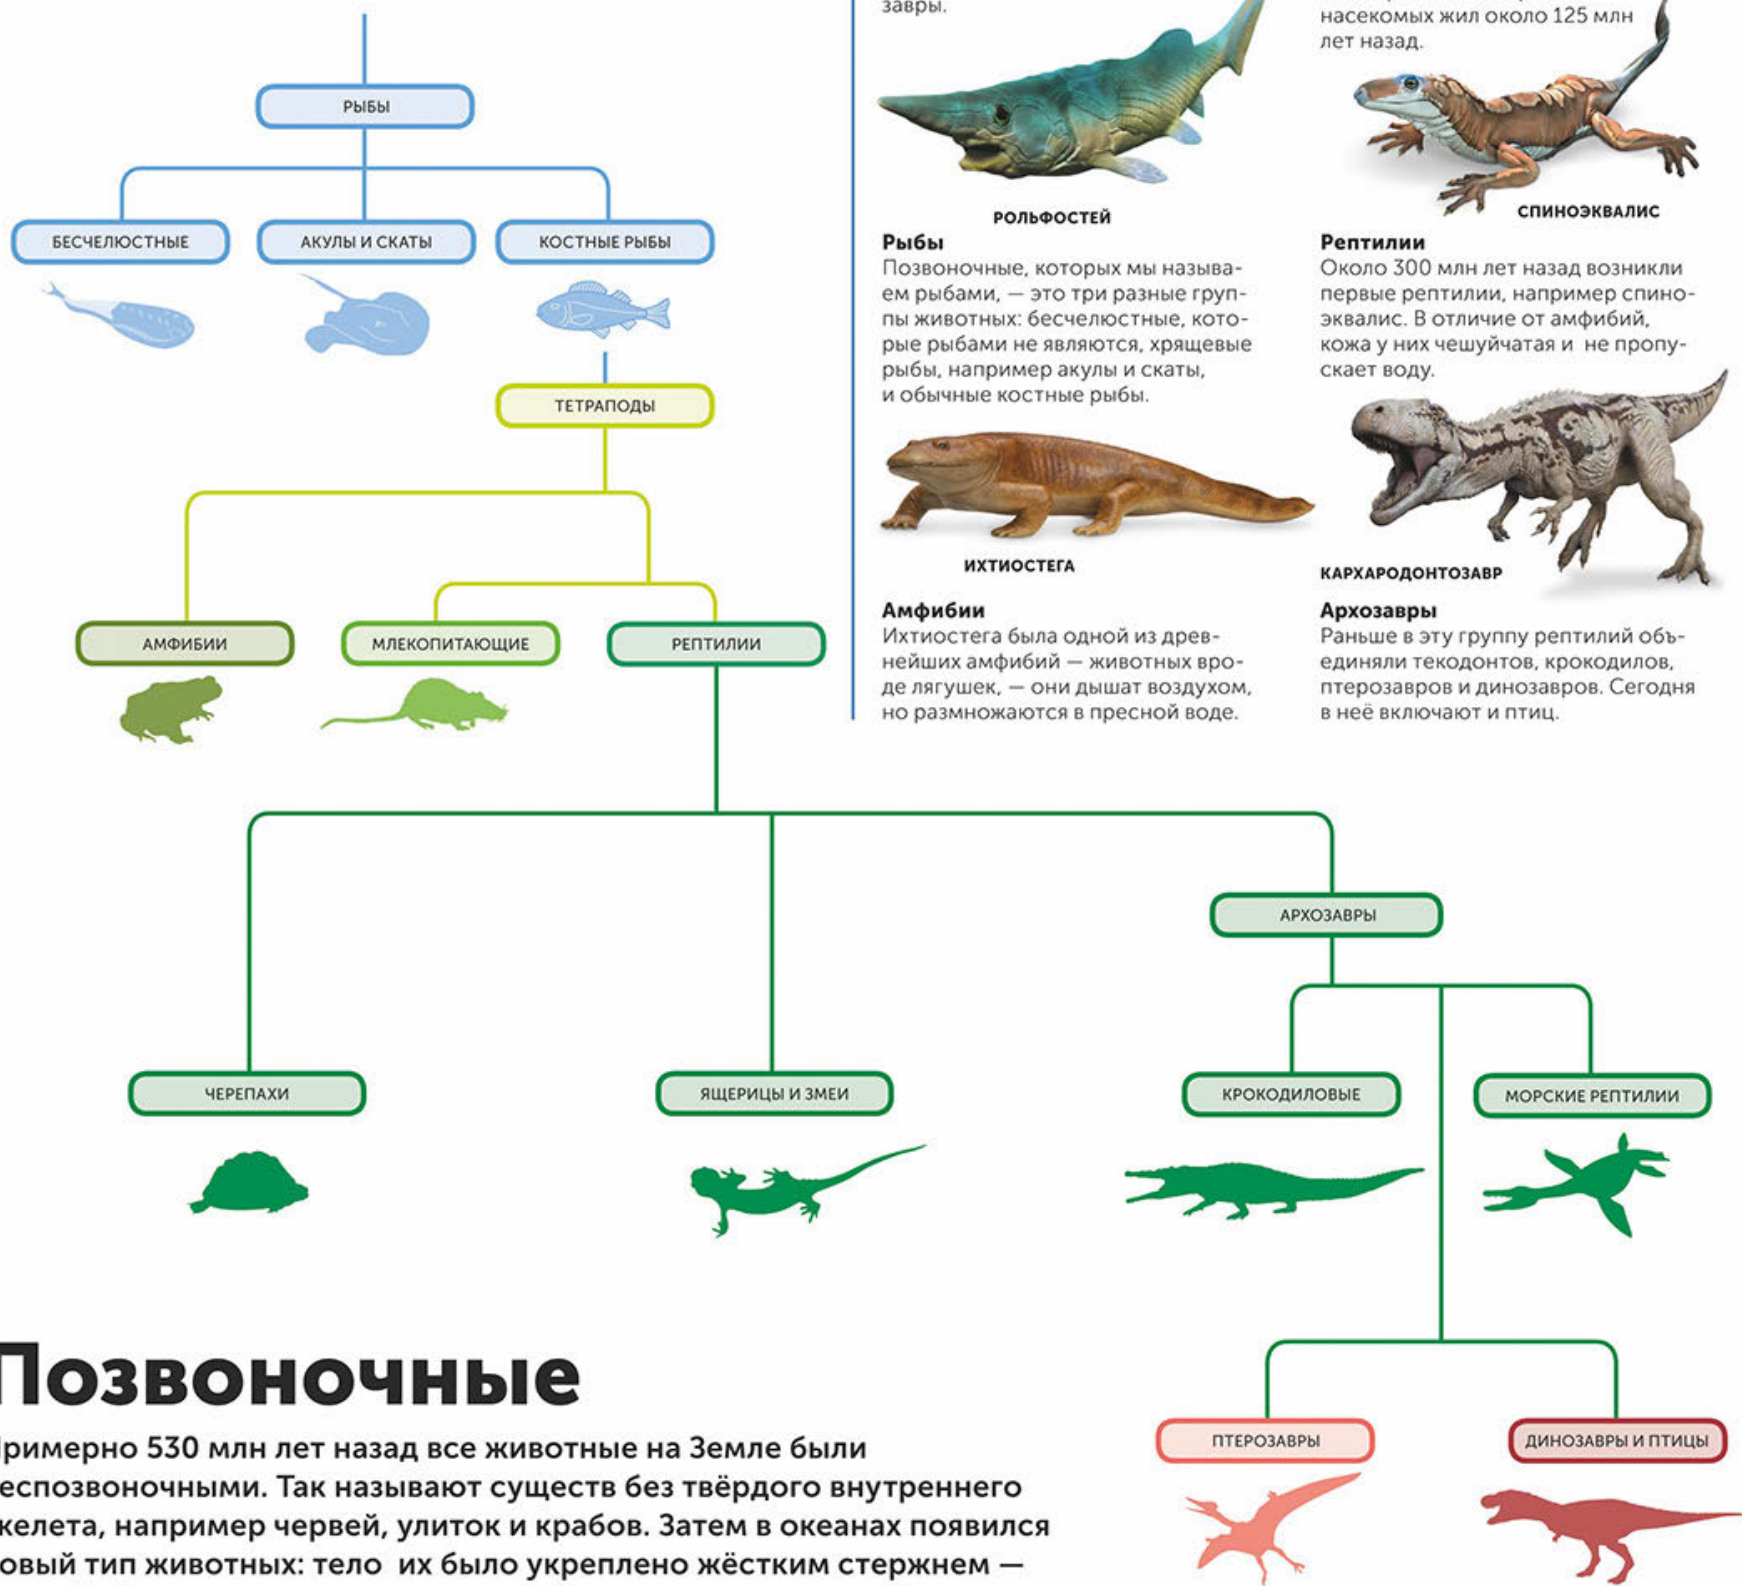 РЫБЫ
БЕСЧЕЛЮСТНЫЕ
АКУЛЫ И СКАТЫ
КОСТНЫЕ РЫБЫ
ТЕТРАПОДЫ
АМФИБИИ
МЛЕКОПИТАЮЩИЕ
РЕПТИЛИИ
завры.
РОЛЬФОСТЕЙ
Рыбы
Позвоночные, которых мы называ-
ем рыбами, — это три разные груп-
пы животных: бесчелюстные, кото-
рые рыбами не являются, хрящевые
рыбы, например акулы и скаты,
и обычные костные рыбы.
ИХТИОСТЕГА
Амфибии
Ихтиостега была одной из древ-
нейших амфибий — животных вро-
де лягушек, — они дышат воздухом,
но размножаются в пресной воде.
насекомых жил около 125 млн
лет назад.
СПИНОЭКВАЛИС
Рептилии
Около 300 млн лет назад возникли
первые рептилии, например спино-
эквалис. В отличие от амфибий,
кожа у них чешуйчатая и не пропу-
скает воду.
КАРХАРОДОНТОЗАВР
Архозавры
Раньше в эту группу рептилий объ-
единяли текодонтов, крокодилов,
птерозавров и динозавров. Сегодня
в неё включают и птиц.
АРХОЗАВРЫ
ЧЕРЕПАХИ
ЯЩЕРИЦЫ И ЗМЕИ
КРОКОДИЛОВЫЕ
МОРСКИЕ РЕПТИЛИИ
ПТЕРОЗАВРЫ
ДИНОЗАВРЫ И ПТИЦЫ
Позвоночные
римерно 530 млн лет назад все животные на Земле были
еспозвоночными. Так называют существ без твёрдого внутреннего
келета, например червей, улиток и крабов. Затем в океанах появился
овый тип животных: тело их было укреплено жёстким стержнем —